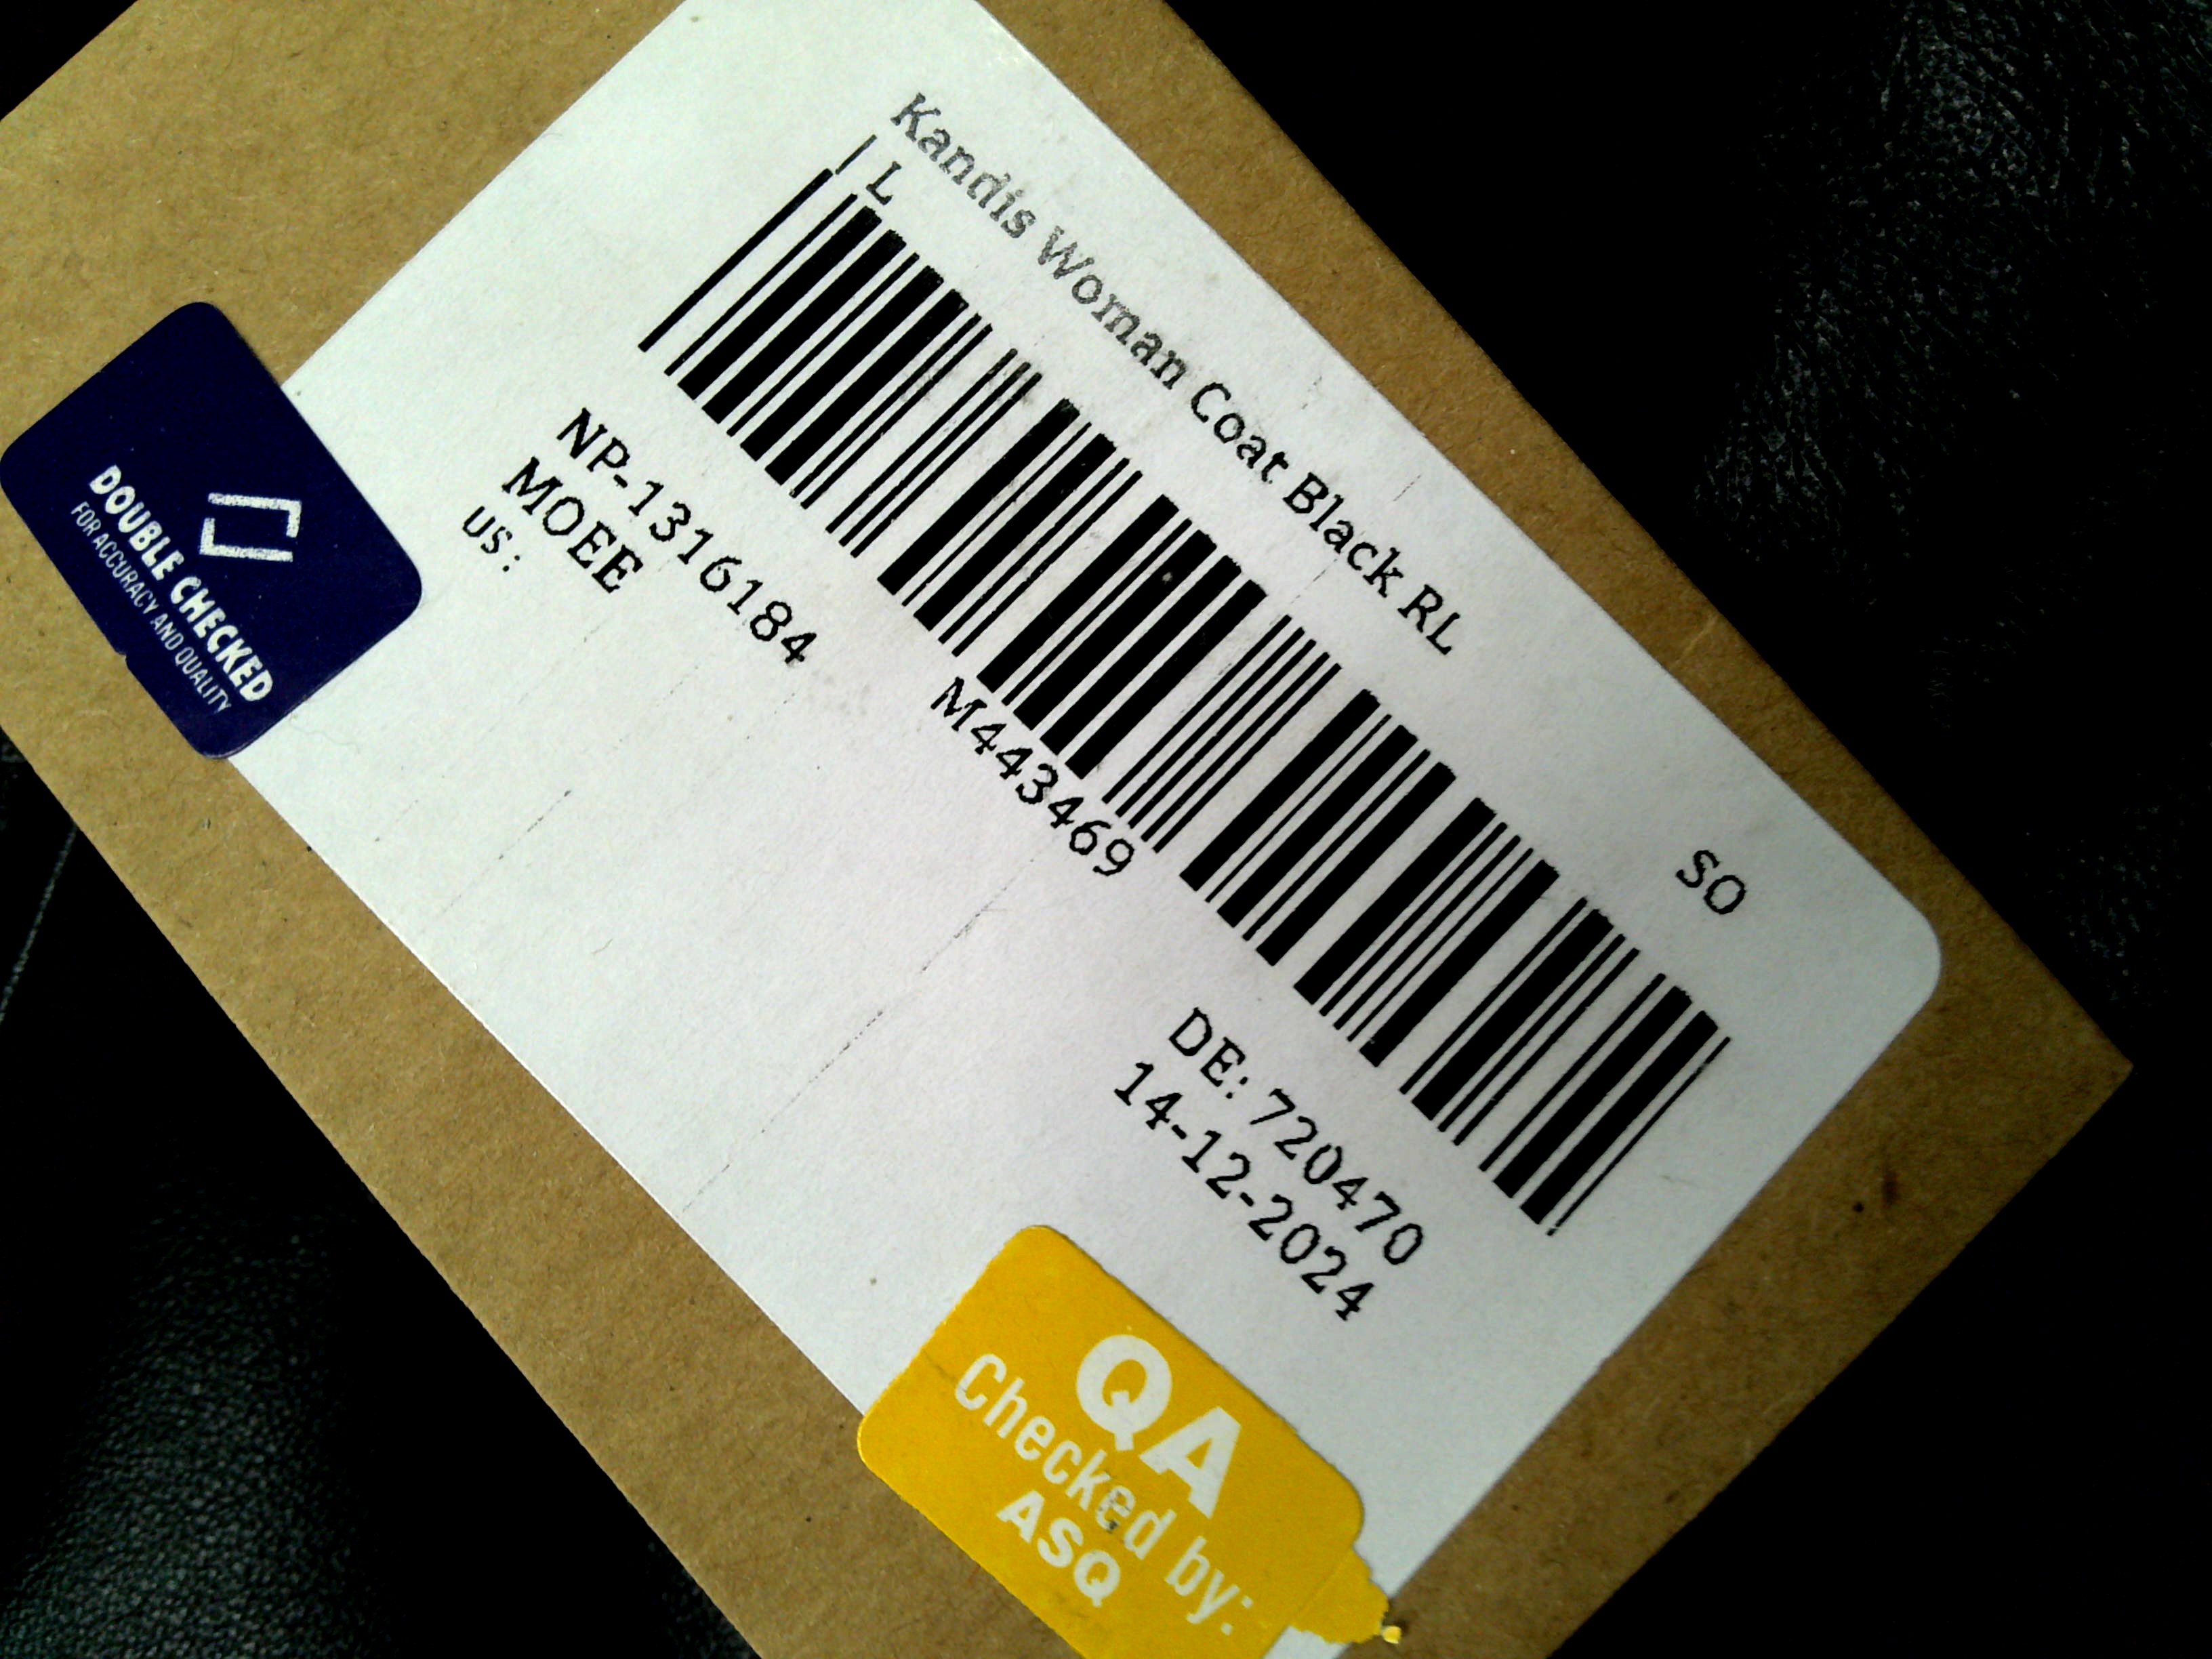 Kandis Woman Coat Black RL
SO
L
M443469
NP-1316184
DE: 720470
MOEE
14-12-2024
US:
DOUBLE CHECKED
FOR ACCURACY AND QUALITY
QA
Checked by:
ASQ